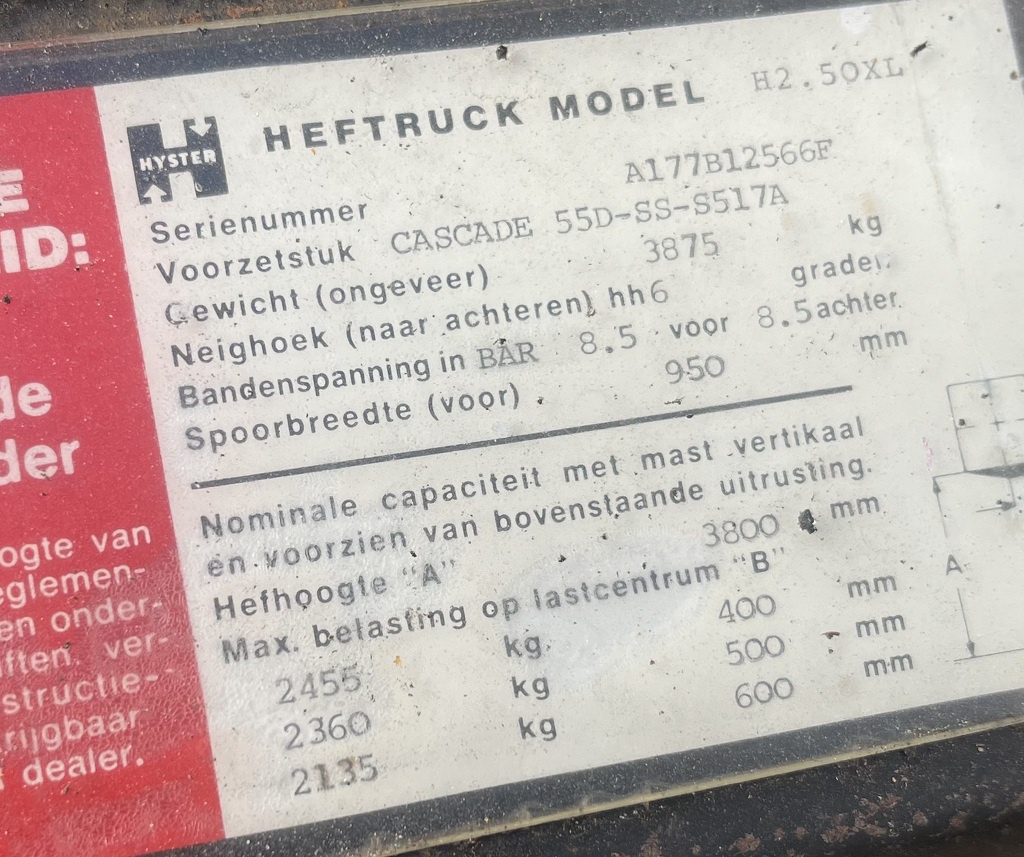 HYSTER
HEFTRUCK MODEL H2.50XL
Serienummer A177B12566F
Voorzetstuk CASCADE 55D-SS-S517A
Gewicht (ongeveer) 3875 kg
Neighoek (naar achteren) hh6 graden
Bandenspanning in BAR 8.5 voor 8.5 achter.
Spoorbreedte (voor) 950 mm
Nominale capaciteit met mast vertikaal
en voorzien van bovenstaande uitrusting.
Hefhoogte "A" 3800 mm
Max. belasting op lastcentrum "B"
2455 kg 400 mm
2360 kg 500 mm
2135 kg 600 mm
A
E
ID:
de
der
ogte van
eglemen-
en onder-
iften. ver-
structie-
rijgbaar
dealer.